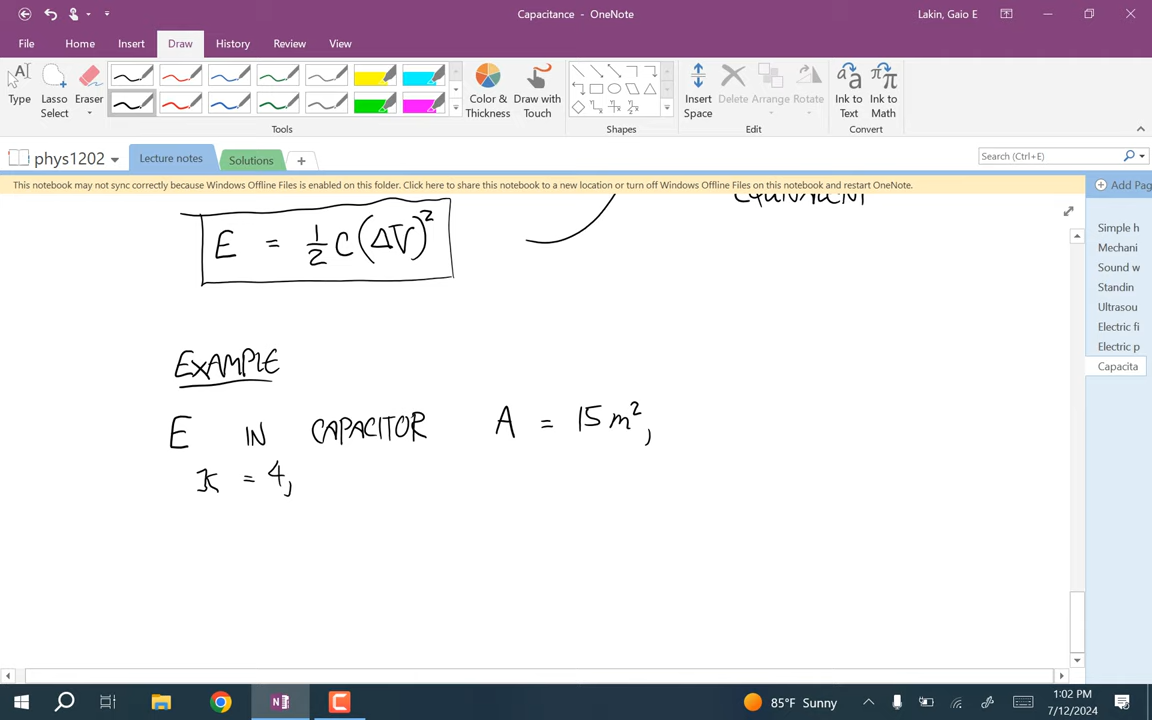 Capacitance - OneNote
Lakin, Gaio E
File Home Insert Draw History Review View
Type
Lasso Select
Eraser
Color & Thickness
Draw with Touch
Insert Space
Delete
Arrange
Rotate
Ink to Text
Ink to Math
Tools
Shapes
Edit
Convert
phys1202
Lecture notes
Solutions
Search (Ctrl+E)
This notebook may not sync correctly because Windows Offline Files is enabled on this folder. Click here to share this notebook to a new location or turn off Windows Offline Files on this notebook and restart OneNote.
Add Pag
EQUIVALENT
E = 1/2 C(ΔV)²
EXAMPLE
E IN CAPACITOR A = 15 m²,
κ = 4,
Simple h
Mechani
Sound w
Standin
Ultrasou
Electric fi
Electric p
Capacita
85°F Sunny
1:02 PM
7/12/2024